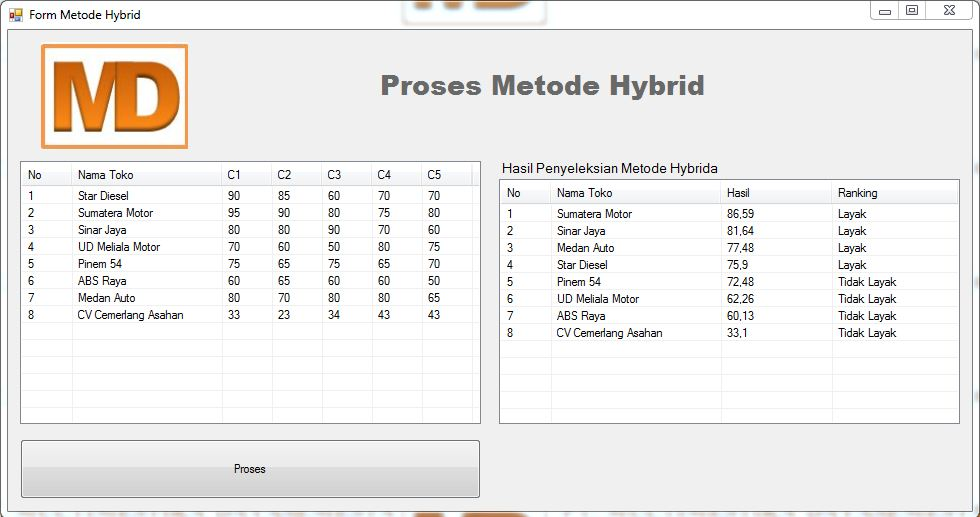 Form Metode Hybrid
MD
Proses Metode Hybrid
No Nama Toko C1 C2 C3 C4 C5
1 Star Diesel 90 85 60 70 70
2 Sumatera Motor 95 90 80 75 80
3 Sinar Jaya 80 80 90 70 60
4 UD Meliala Motor 70 60 50 80 75
5 Pinem 54 75 65 75 65 70
6 ABS Raya 60 65 60 60 50
7 Medan Auto 80 70 80 80 65
8 CV Cemerlang Asahan 33 23 34 43 43
Hasil Penyeleksian Metode Hybrida
No Nama Toko Hasil Ranking
1 Sumatera Motor 86,59 Layak
2 Sinar Jaya 81,64 Layak
3 Medan Auto 77,48 Layak
4 Star Diesel 75,9 Layak
5 Pinem 54 72,48 Tidak Layak
6 UD Meliala Motor 62,26 Tidak Layak
7 ABS Raya 60,13 Tidak Layak
8 CV Cemerlang Asahan 33,1 Tidak Layak
Proses